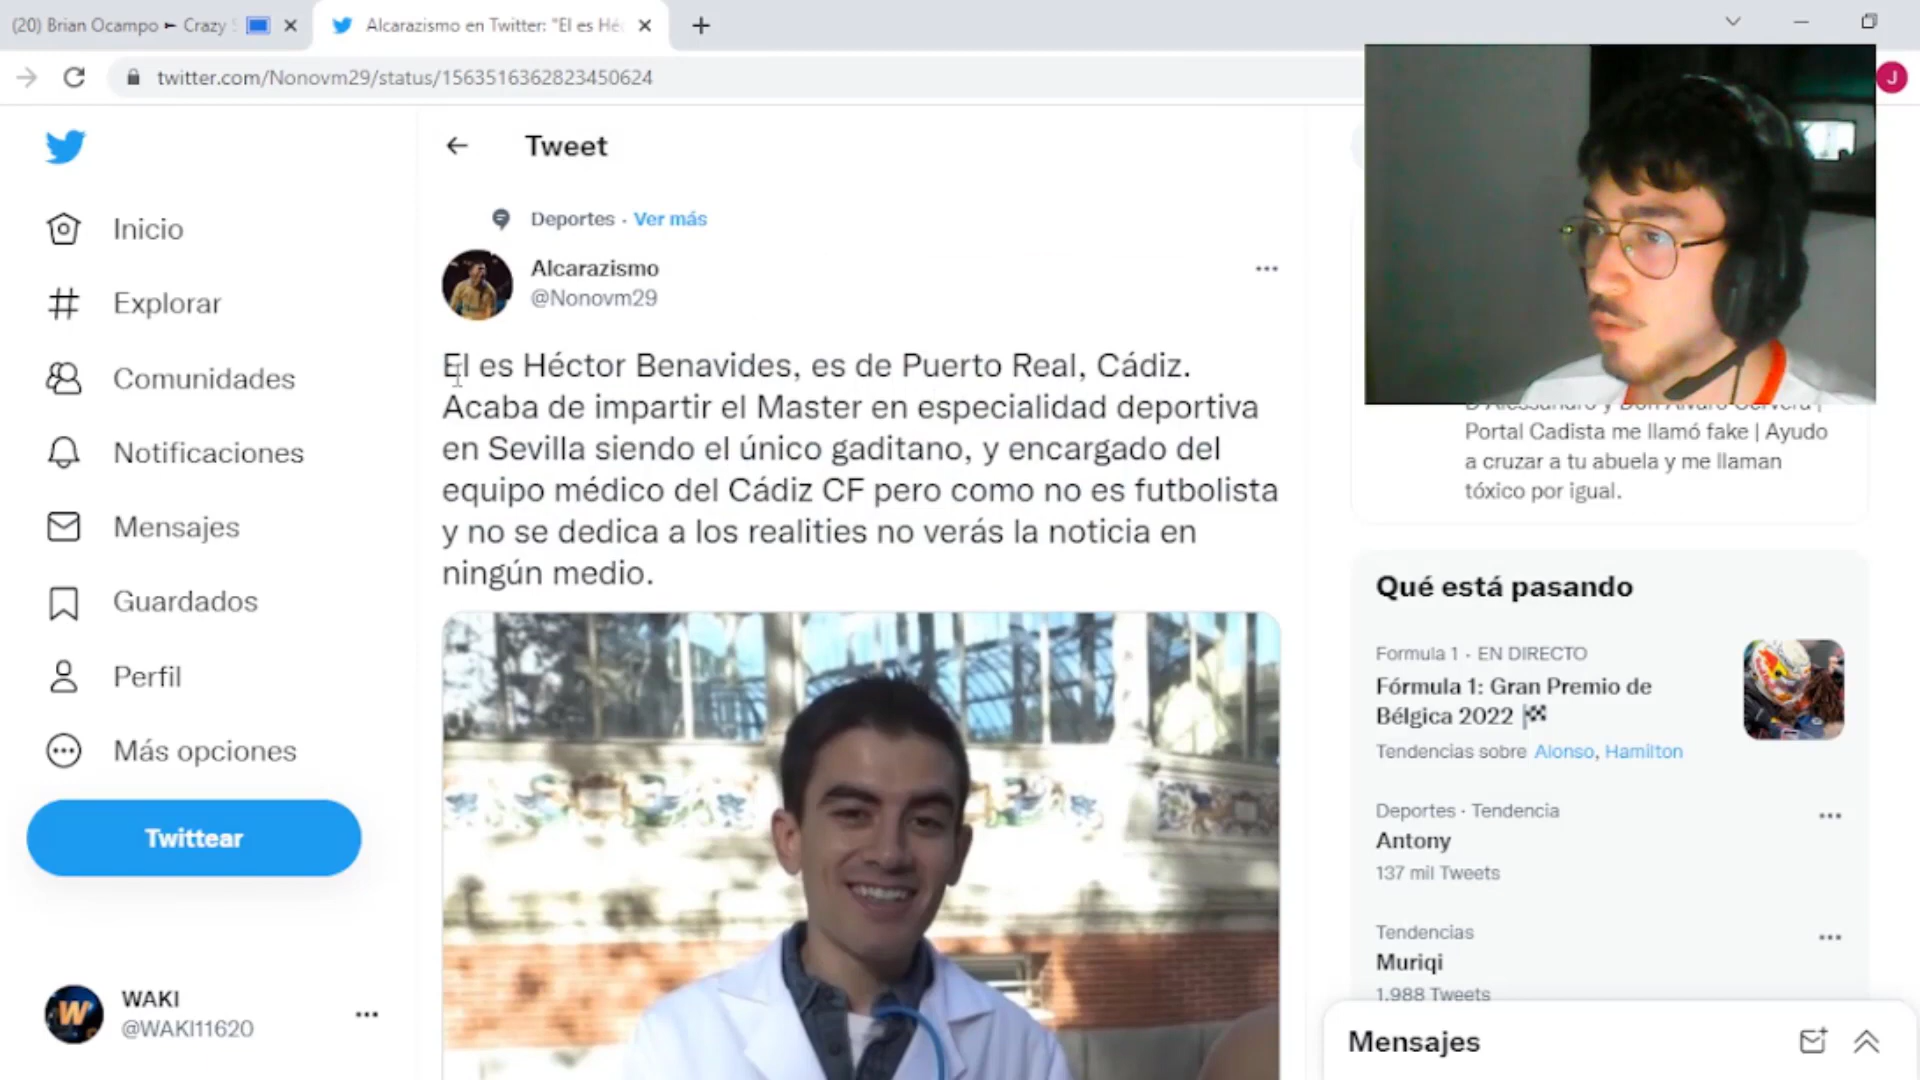 (20) Brian Ocampo ► Crazy S
Alcarazismo en Twitter: "El es Héc
twitter.com/Nonovm29/status/1563516362823450624
J
Tweet
Inicio
Explorar
Comunidades
Notificaciones
Mensajes
Guardados
Perfil
Más opciones
Twittear
WAKI
@WAKI11620
Deportes · Ver más
Alcarazismo
@Nonovm29
El es Héctor Benavides, es de Puerto Real, Cádiz.
Acaba de impartir el Master en especialidad deportiva
en Sevilla siendo el único gaditano, y encargado del
equipo médico del Cádiz CF pero como no es futbolista
y no se dedica a los realities no verás la noticia en
ningún medio.
D'Alessandro y Don Álvaro Cervera |
Portal Cadista me llamó fake | Ayudo
a cruzar a tu abuela y me llaman
tóxico por igual.
Qué está pasando
Formula 1 · EN DIRECTO
Fórmula 1: Gran Premio de
Bélgica 2022
Tendencias sobre Alonso, Hamilton
Deportes · Tendencia
Antony
137 mil Tweets
Tendencias
Muriqi
1.988 Tweets
Mensajes